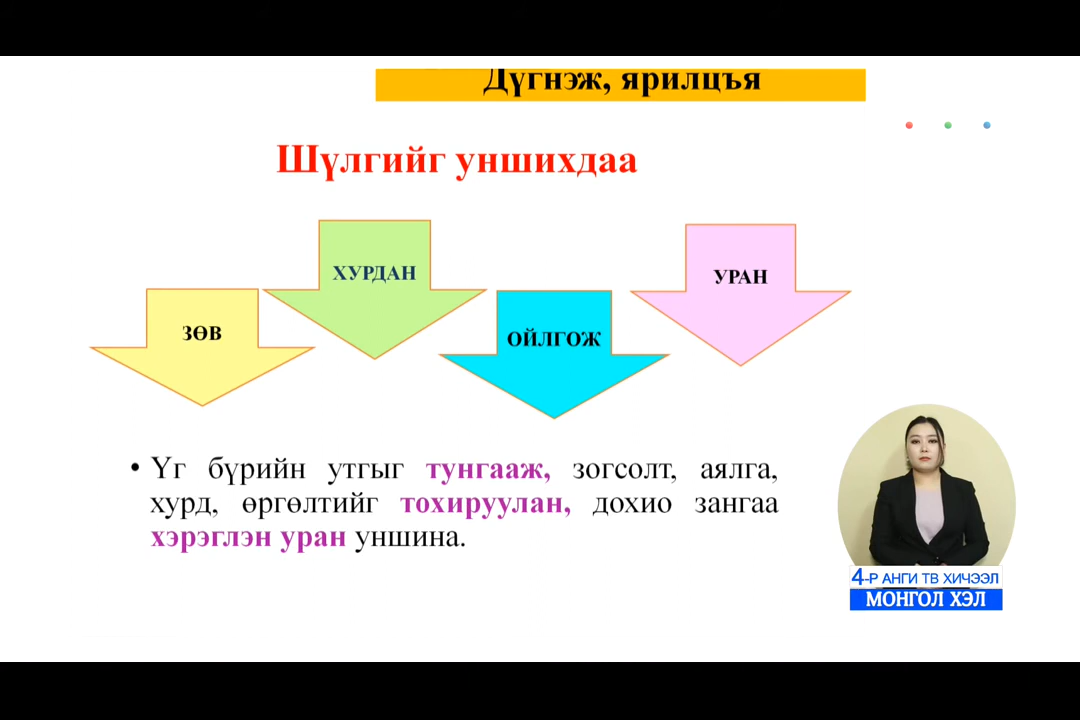 Дүгнэж, ярилцъя
Шүлгийг уншихдаа
ЗӨВ
ХУРДАН
ОЙЛГОЖ
УРАН
• Үг бүрийн утгыг тунгааж, зогсолт, аялга,
хурд, өргөлтийг тохируулан, дохио зангаа
хэрэглэн уран уншина.
4-Р АНГИ ТВ ХИЧЭЭЛ
МОНГОЛ ХЭЛ